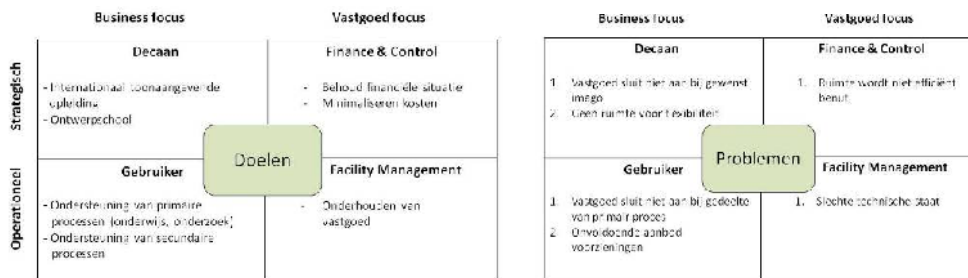 Business focus
Vastgoed focus
Strategisch
Operationeel
Decaan
- Internationaal toonaangevende
opleiding
- Ontwerpschool
Finance & Control
- Behoud financiële situatie
- Minimaliseren kosten
Doelen
Gebruiker
- Ondersteuning van primaire
processen (onderwijs, onderzoek)
- Ondersteuning van secundaire
processen
Facility Management
- Onderhouden van
vastgoed
Business focus
Vastgoed focus
Decaan
1. Vastgoed sluit niet aan bij gewenst
imago
2. Geen ruimte voor flexibiliteit
Finance & Control
1. Ruimte wordt niet efficiënt
benut
Problemen
Gebruiker
1. Vastgoed sluit niet aan bij gedeelte
van primair proces
2. Onvoldoende aanbod
voorzieningen
Facility Management
1. Slechte technische staat